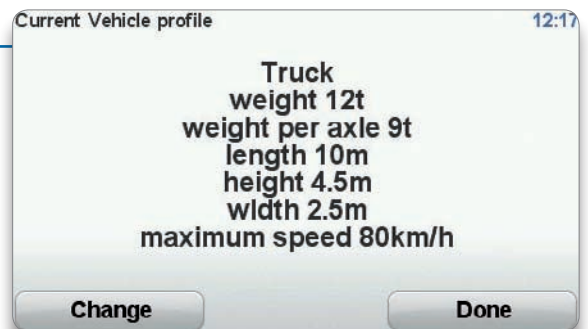 Current Vehicle profile 12:17
Truck
weight 12t
weight per axle 9t
length 10m
height 4.5m
width 2.5m
maximum speed 80km/h
Change Done